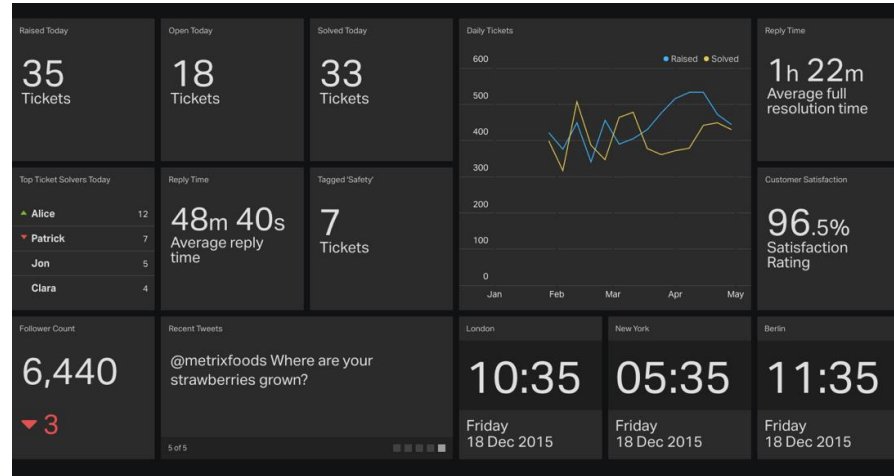 Raised Today
35
Tickets
Open Today
18
Tickets
Solved Today
33
Tickets
Daily Tickets
Raised Solved
600
500
400
300
200
100
0
Jan Feb Mar Apr May
Reply Time
1h 22m
Average full
resolution time
Top Ticket Solvers Today
Alice 12
Patrick 7
Jon 5
Clara 4
Reply Time
48m 40s
Average reply
time
Tagged 'Safety'
7
Tickets
Customer Satisfaction
96.5%
Satisfaction
Rating
Follower Count
6,440
3
Recent Tweets
@metrixfoods Where are your
strawberries grown?
5 of 5
London
10:35
Friday
18 Dec 2015
New York
05:35
Friday
18 Dec 2015
Berlin
11:35
Friday
18 Dec 2015